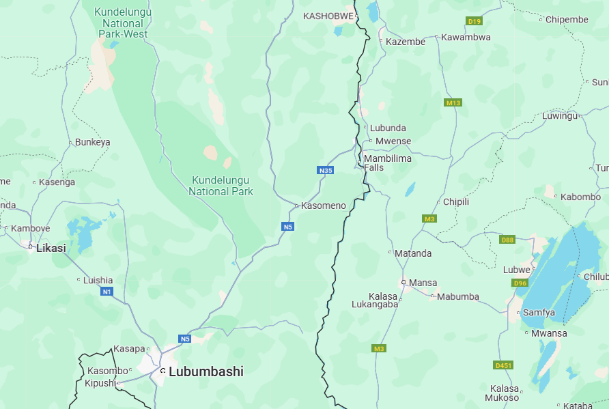 Kundelungu
National
Park-West
KASHOBWE
D19
Chipembe
Kazembe
Kawambwa
M13
Luwingu
Lubunda
Mwense
Bunkeya
Mambilima
Falls
N35
Kasenga
Kundelungu
National Park
Kabombo
Kasomeno
Chipili
M3
N5
Kamboye
Likasi
D88
Matanda
Lubwe
Luishia
Mansa
D96
Chilub
N1
Kalasa
Lukangaba
Mabumba
Samfya
Mwansa
N5
Kasapa
M3
D451
Kasombo
Lubumbashi
Kipushi
Kalasa
Mukoso
Kataba